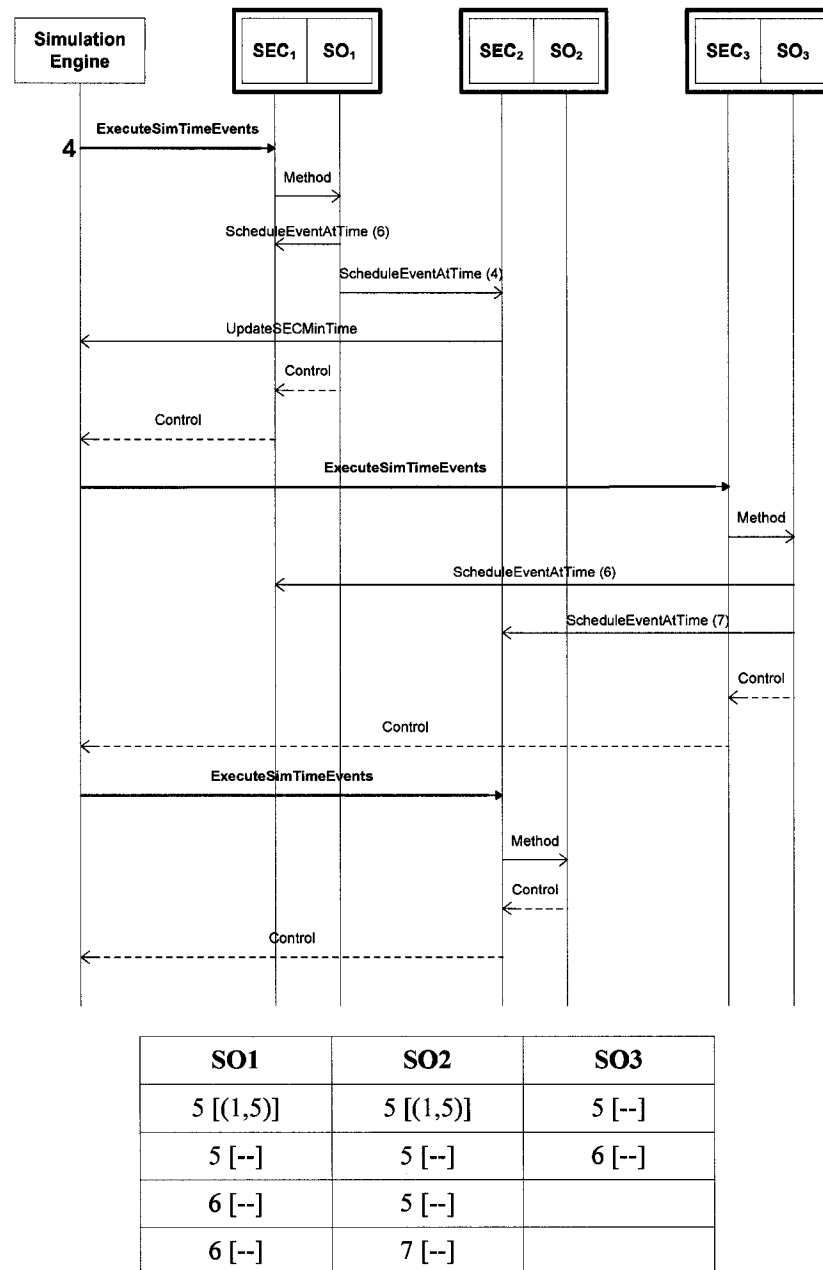 Simulation
Engine
SEC₁ SO₁
SEC₂ SO₂
SEC₃ SO₃
ExecuteSimTimeEvents
4
Method
ScheduleEventAtTime (6)
ScheduleEventAtTime (4)
UpdateSECMinTime
Control
Control
ExecuteSimTimeEvents
Method
ScheduleEventAtTime (6)
ScheduleEventAtTime (7)
Control
Control
ExecuteSimTimeEvents
Method
Control
Control
SO1 SO2 SO3
5 [(1,5)] 5 [(1,5)] 5 [--]
5 [--] 5 [--] 6 [--]
6 [--] 5 [--]
6 [--] 7 [--]